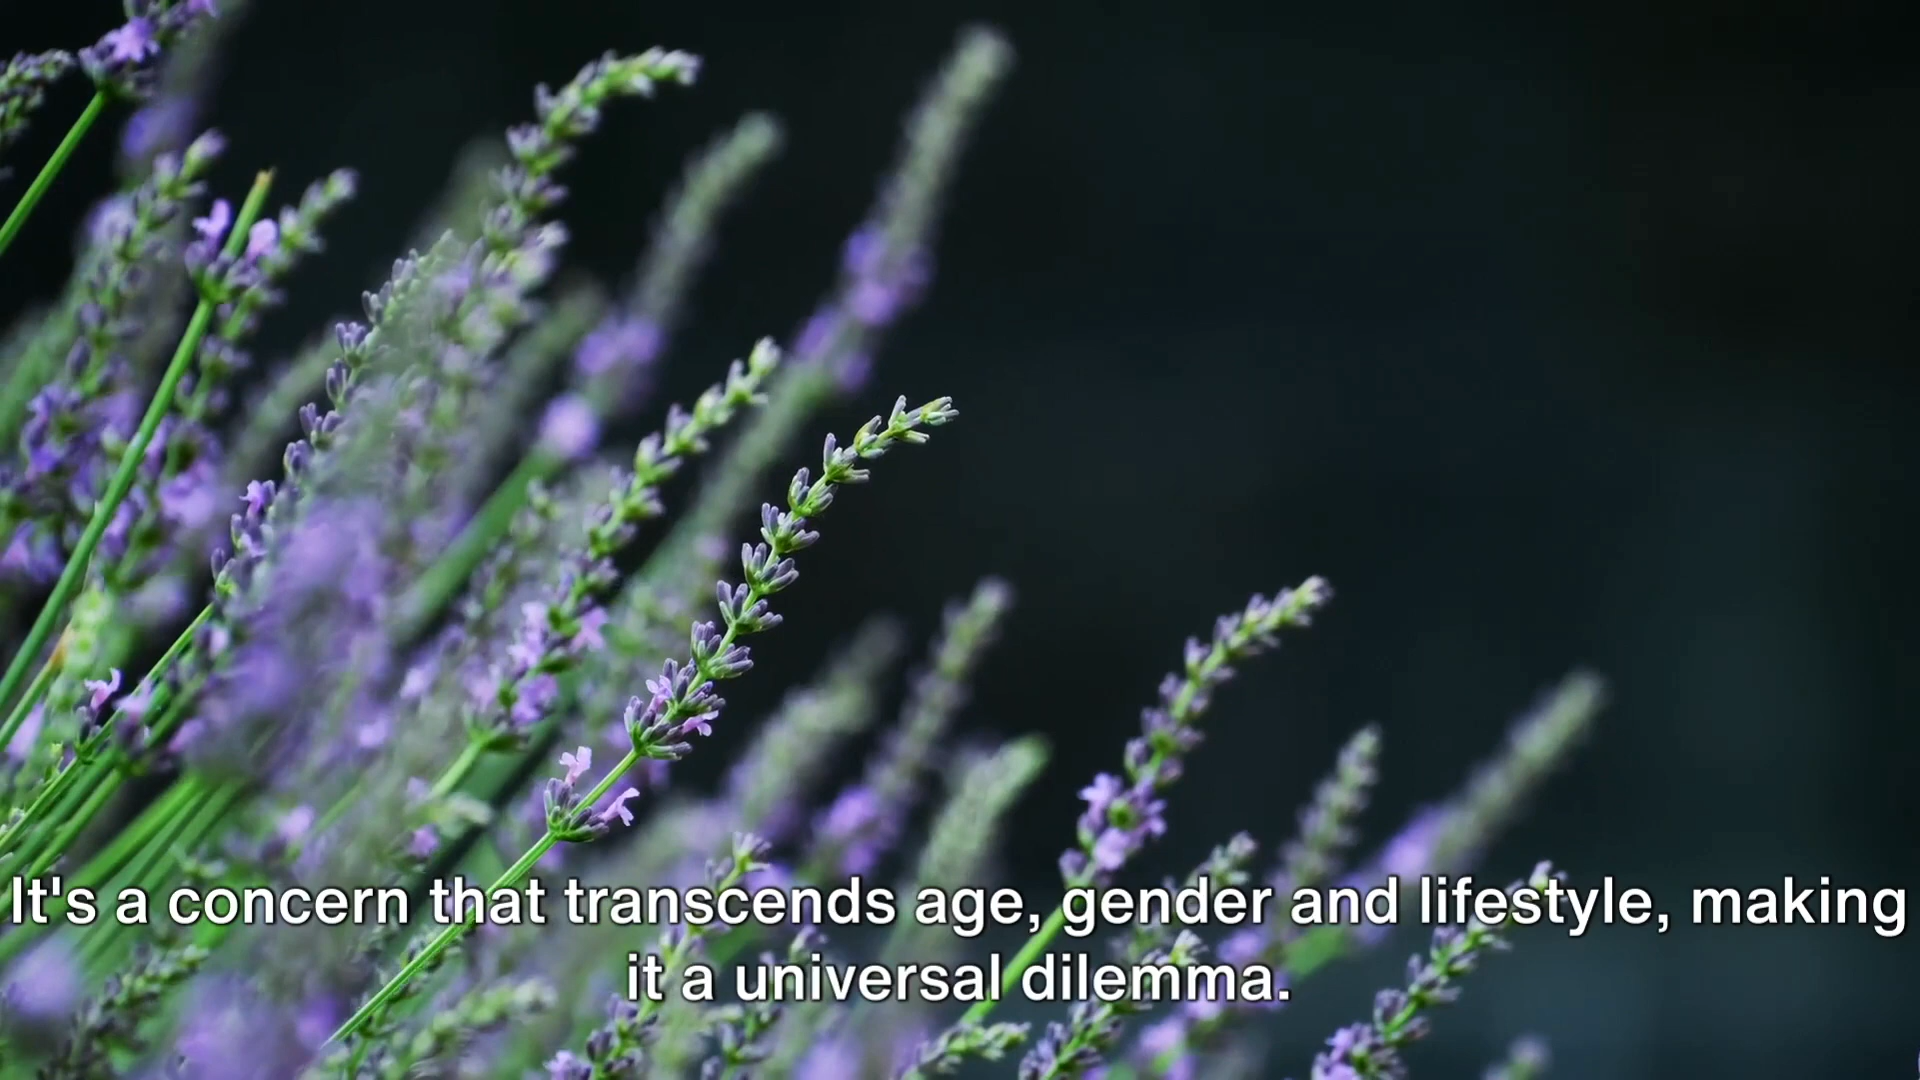 It's a concern that transcends age, gender and lifestyle, making
it a universal dilemma.